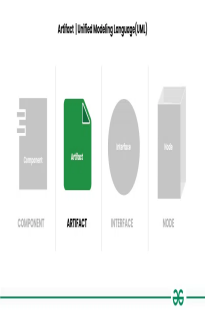 Artifact | Unified Modeling Language(UML)
Component
Artifact
Interface
Node
COMPONENT
ARTIFACT
INTERFACE
NODE